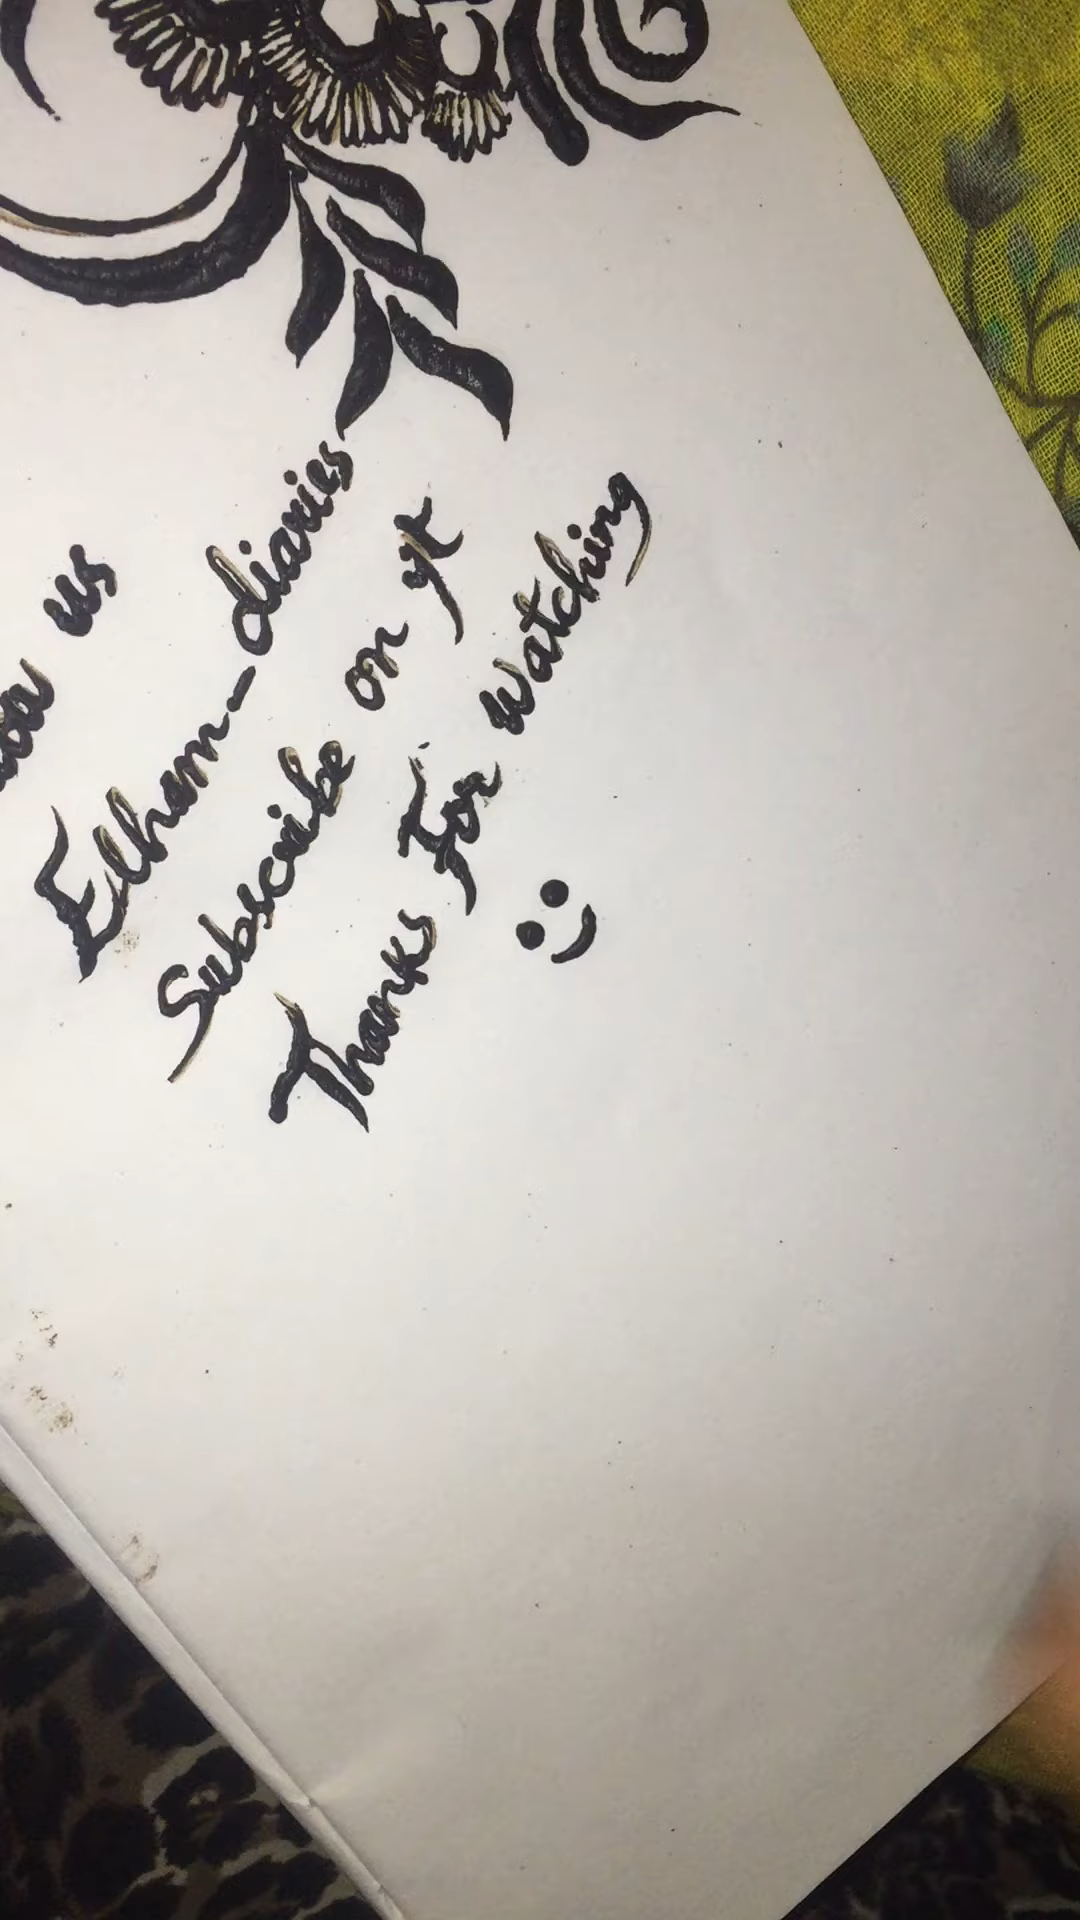 us
Elham-diaries
Subscribe on yt
Thanks For Watching
:)